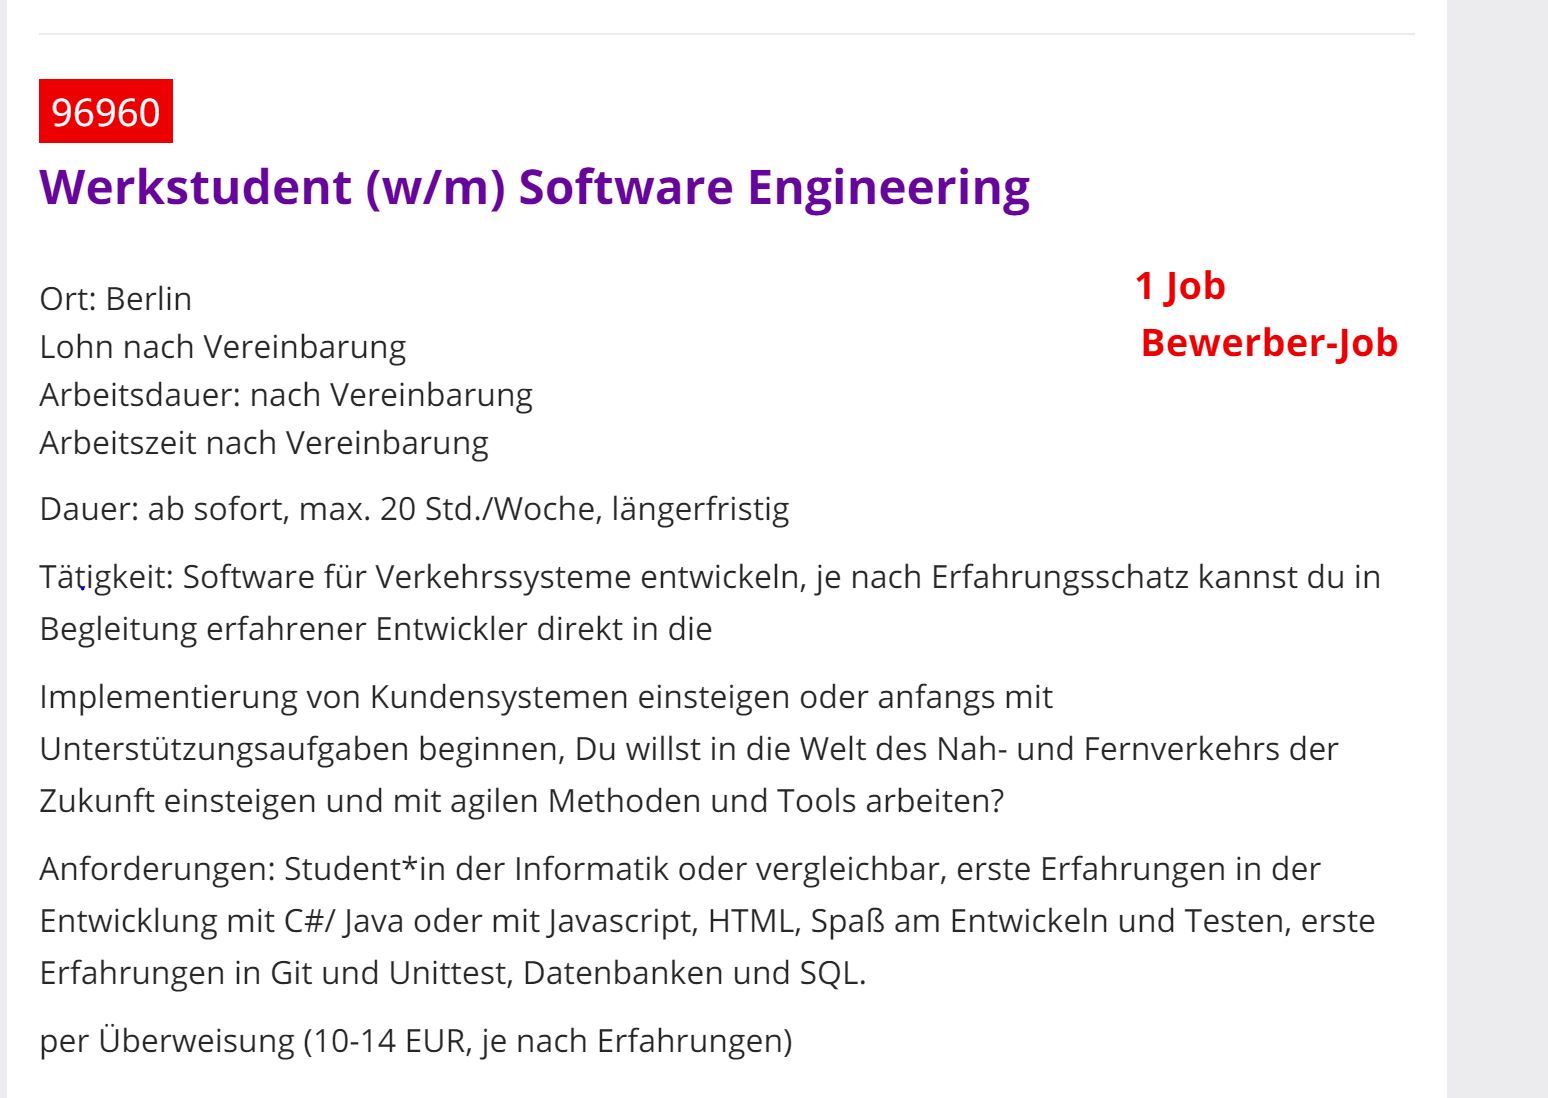 96960
Werkstudent (w/m) Software Engineering
1 Job
Bewerber-Job
Ort: Berlin
Lohn nach Vereinbarung
Arbeitsdauer: nach Vereinbarung
Arbeitszeit nach Vereinbarung
Dauer: ab sofort, max. 20 Std./Woche, längerfristig
Tätigkeit: Software für Verkehrssysteme entwickeln, je nach Erfahrungsschatz kannst du in
Begleitung erfahrener Entwickler direkt in die
Implementierung von Kundensystemen einsteigen oder anfangs mit
Unterstützungsaufgaben beginnen, Du willst in die Welt des Nah- und Fernverkehrs der
Zukunft einsteigen und mit agilen Methoden und Tools arbeiten?
Anforderungen: Student*in der Informatik oder vergleichbar, erste Erfahrungen in der
Entwicklung mit C#/ Java oder mit Javascript, HTML, Spaß am Entwickeln und Testen, erste
Erfahrungen in Git und Unittest, Datenbanken und SQL.
per Überweisung (10-14 EUR, je nach Erfahrungen)